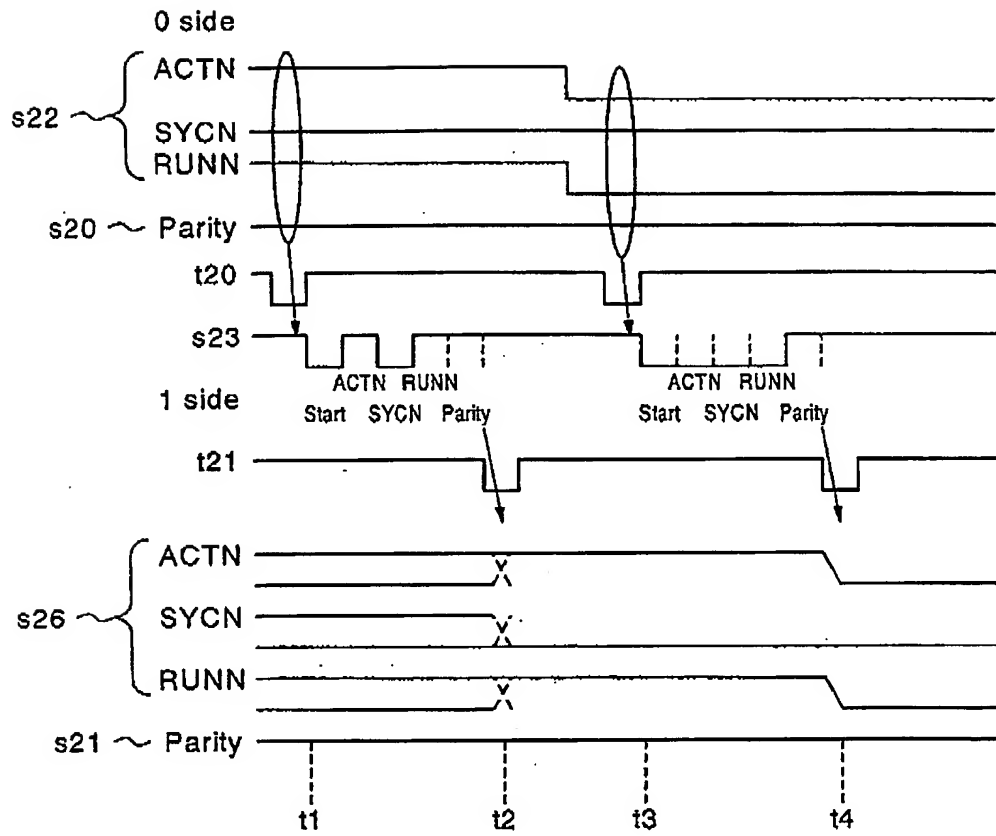 0 side
ACTN
s22
SYCN
RUNN
s20 Parity
t20
s23
ACTN RUNN ACTN RUNN
1 side
Start SYCN Parity Start SYCN Parity
t21
ACTN
s26
SYCN
RUNN
s21 Parity
t1 t2 t3 t4